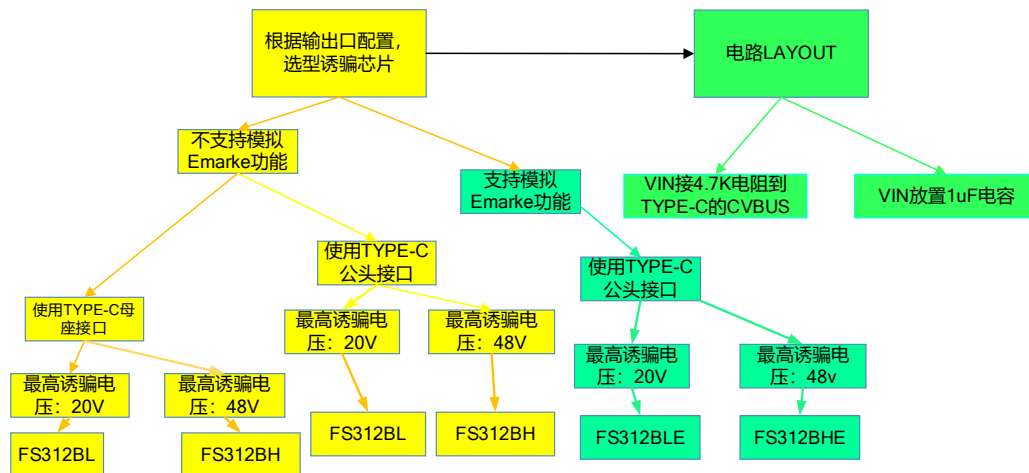 根据输出口配置，
选型诱骗芯片
电路LAYOUT
不支持模拟
Emarke功能
支持模拟
Emarke功能
VIN接4.7K电阻到
TYPE-C的CVBUS
VIN放置1uF电容
使用TYPE-C
公头接口
使用TYPE-C
公头接口
使用TYPE-C母
座接口
最高诱骗电
压：20V
最高诱骗电
压：48V
最高诱骗电
压：20V
最高诱骗电
压：48v
最高诱骗电
压：20V
最高诱骗电
压：48V
FS312BL
FS312BH
FS312BLE
FS312BHE
FS312BL
FS312BH